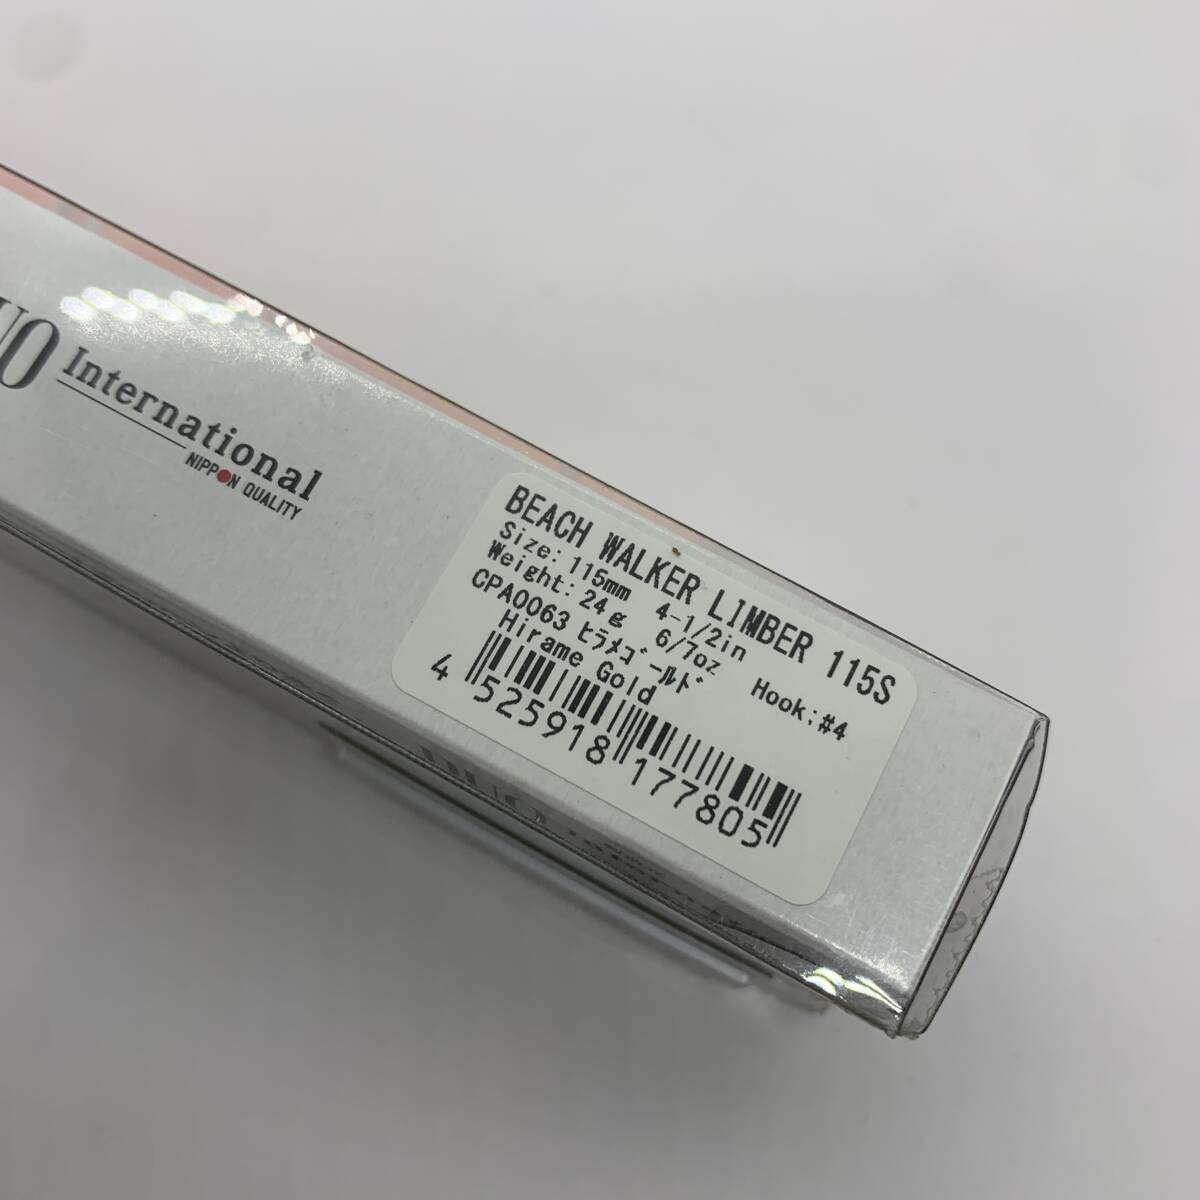 International
NIPPON QUALITY
BEACH WALKER LIMBER 115S
Size: 115mm 4-1/2in
Weight: 24g 6/7oz Hook:#4
CPA0063 ヒラメゴールド
Hirame Gold
4 525918 177805
DUO